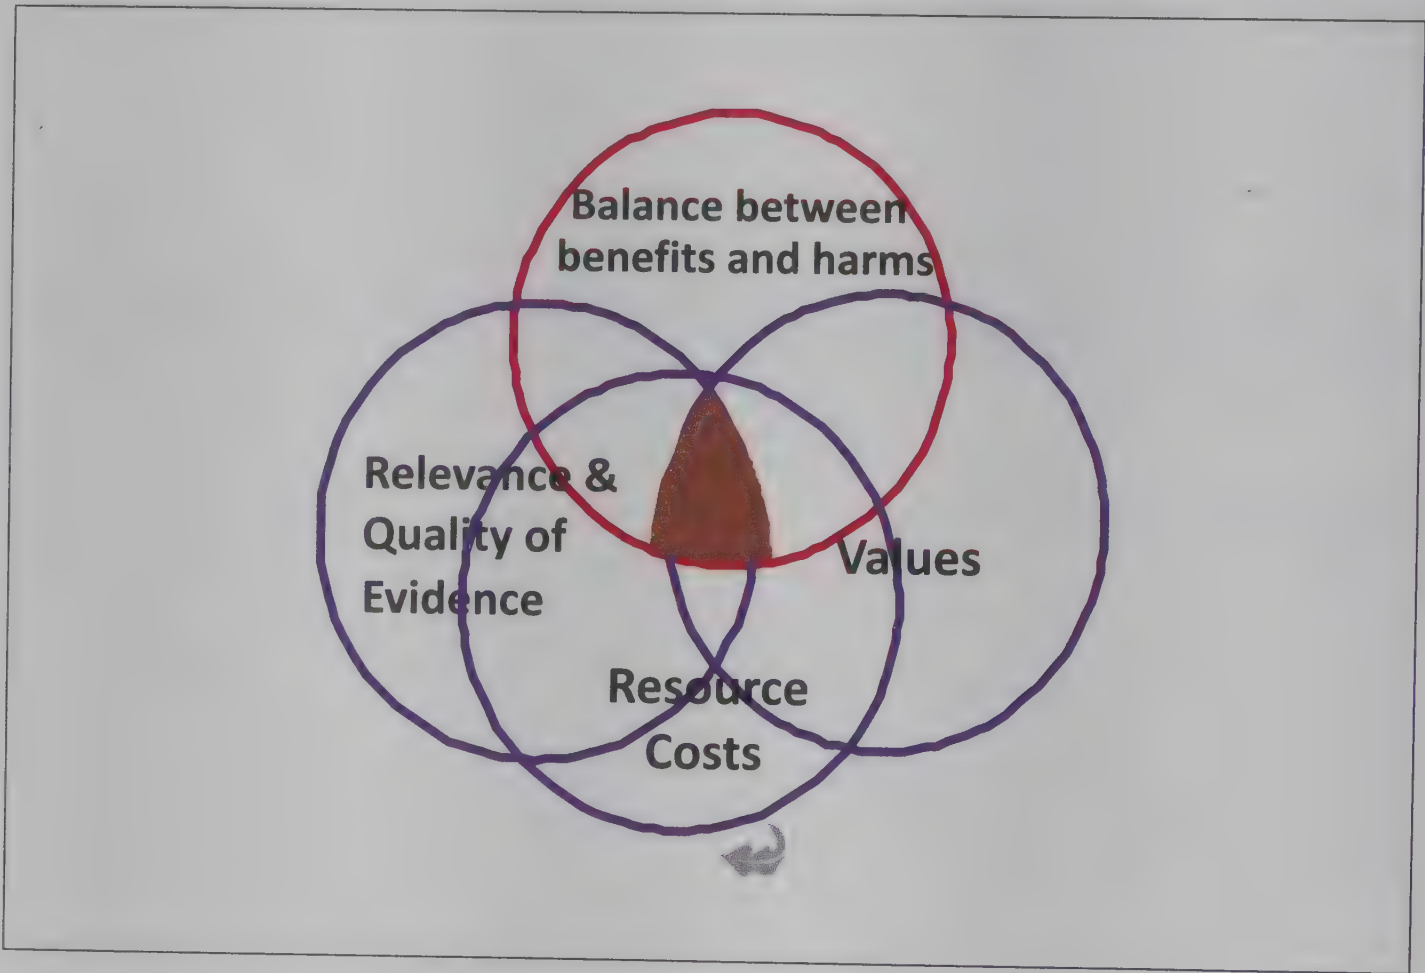 Balance between
benefits and harms
Relevance &
Quality of
Evidence
Values
Resource
Costs